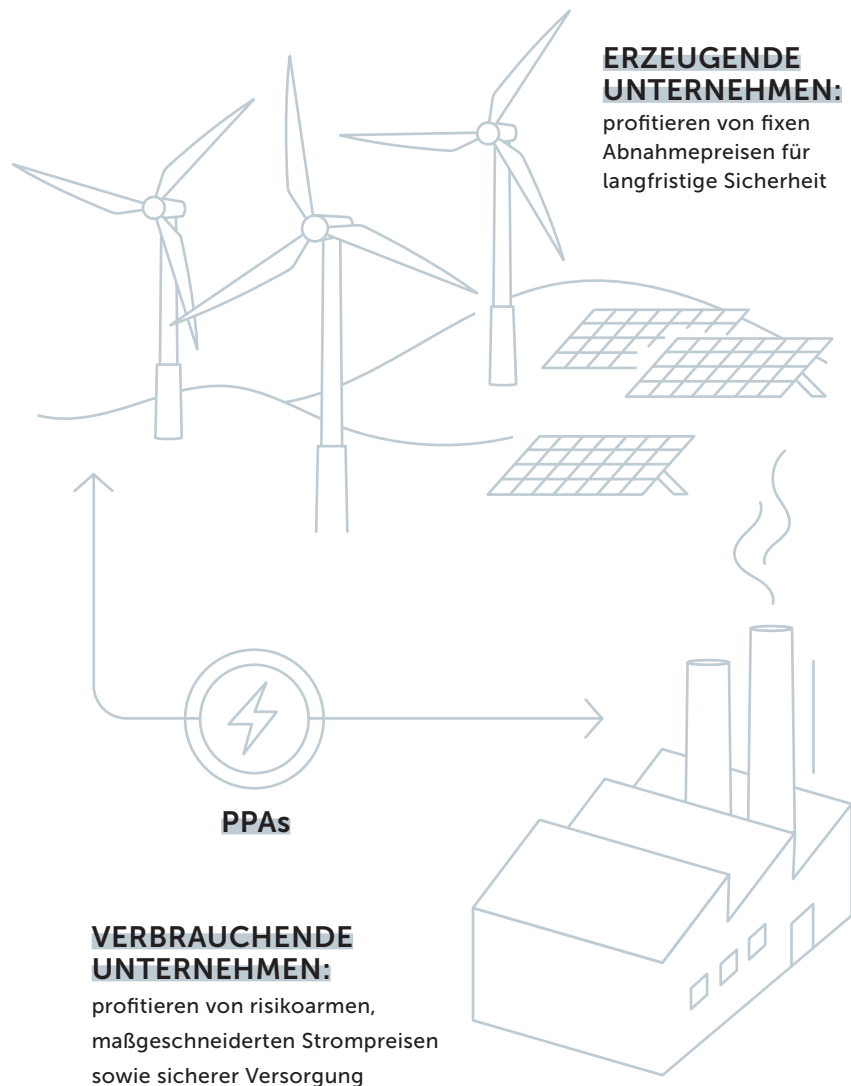 ERZEUGENDE
UNTERNEHMEN:
profitieren von fixen
Abnahmepreisen für
langfristige Sicherheit
PPAs
VERBRAUCHENDE
UNTERNEHMEN:
profitieren von risikoarmen,
maßgeschneiderten Strompreisen
sowie sicherer Versorgung